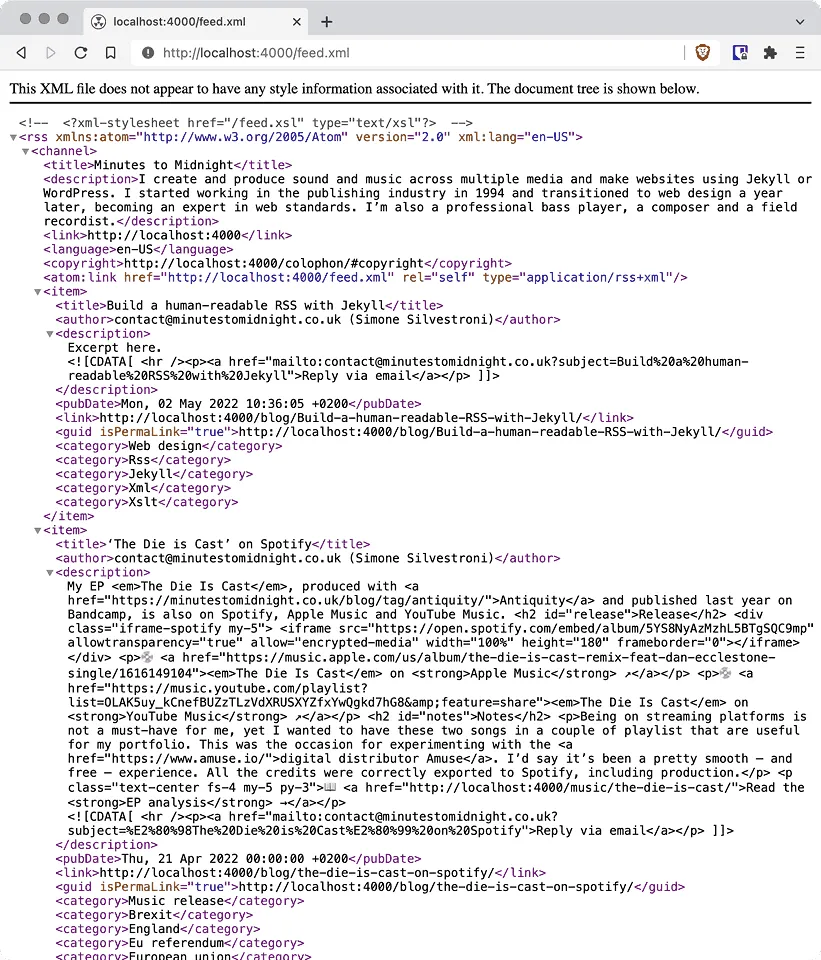 localhost:4000/feed.xml
http://localhost:4000/feed.xml
This XML file does not appear to have any style information associated with it. The document tree is shown below.
<!--  <?xml-stylesheet href="/feed.xsl" type="text/xsl"?>  -->
<rss xmlns:atom="http://www.w3.org/2005/Atom" version="2.0" xml:lang="en-US">
<channel>
<title>Minutes to Midnight</title>
<description>I create and produce sound and music across multiple media and make websites using Jekyll or
WordPress. I started working in the publishing industry in 1994 and transitioned to web design a year
later, becoming an expert in web standards. I’m also a professional bass player, a composer and a field
recordist.</description>
<link>http://localhost:4000</link>
<language>en-US</language>
<copyright>http://localhost:4000/colophon/#copyright</copyright>
<atom:link href="http://localhost:4000/feed.xml" rel="self" type="application/rss+xml"/>
<item>
<title>Build a human-readable RSS with Jekyll</title>
<author>contact@minutestomidnight.co.uk (Simone Silvestroni)</author>
<description>
Excerpt here.
<![CDATA[ <hr /><p><a href="mailto:contact@minutestomidnight.co.uk?subject=Build%20a%20human-
readable%20RSS%20with%20Jekyll">Reply via email</a></p> ]]>
</description>
<pubDate>Mon, 02 May 2022 10:36:05 +0200</pubDate>
<link>http://localhost:4000/blog/Build-a-human-readable-RSS-with-Jekyll/</link>
<guid isPermaLink="true">http://localhost:4000/blog/Build-a-human-readable-RSS-with-Jekyll/</guid>
<category>Web design</category>
<category>Rss</category>
<category>Jekyll</category>
<category>Xml</category>
<category>Xslt</category>
</item>
<item>
<title>‘The Die is Cast’ on Spotify</title>
<author>contact@minutestomidnight.co.uk (Simone Silvestroni)</author>
<description>
My EP <em>The Die Is Cast</em>, produced with <a
href="https://minutestomidnight.co.uk/blog/tag/antiquity/">Antiquity</a> and published last year on
Bandcamp, is also on Spotify, Apple Music and YouTube Music. <h2 id="release">Release</h2> <div
class="iframe-spotify my-5"> <iframe src="https://open.spotify.com/embed/album/5YS8NyAzMzhL5BTgSQC9mp"
allowtransparency="true" allow="encrypted-media" width="100%" height="180" frameborder="0"></iframe>
</div> <p> <a href="https://music.apple.com/us/album/the-die-is-cast-remix-feat-dan-ecclestone-
single/1616149104"><em>The Die Is Cast</em> on <strong>Apple Music</strong> ↗</a></p> <p> <a
href="https://music.youtube.com/playlist?
list=OLAK5uy_kCnefBUZzTLzVdXRUSXYZfxYwQgkd7hG8&amp;feature=share"><em>The Die Is Cast</em> on
<strong>YouTube Music</strong> ↗</a></p> <h2 id="notes">Notes</h2> <p>Being on streaming platforms is
not a must-have for me, yet I wanted to have these two songs in a couple of playlist that are useful
for my portfolio. This was the occasion for experimenting with the <a
href="https://www.amuse.io/">digital distributor Amuse</a>. I’d say it’s been a pretty smooth — and
free — experience. All the credits were correctly exported to Spotify, including production.</p> <p
class="text-center fs-4 my-5 py-3">📖 <a href="http://localhost:4000/music/the-die-is-cast/">Read the
<strong>EP analysis</strong> →</a></p>
<![CDATA[ <hr /><p><a href="mailto:contact@minutestomidnight.co.uk?
subject=%E2%80%98The%20Die%20is%20Cast%E2%80%99%20on%20Spotify">Reply via email</a></p> ]]>
</description>
<pubDate>Thu, 21 Apr 2022 00:00:00 +0200</pubDate>
<link>http://localhost:4000/blog/the-die-is-cast-on-spotify/</link>
<guid isPermaLink="true">http://localhost:4000/blog/the-die-is-cast-on-spotify/</guid>
<category>Music release</category>
<category>Brexit</category>
<category>England</category>
<category>Eu referendum</category>
<category>European union</category>